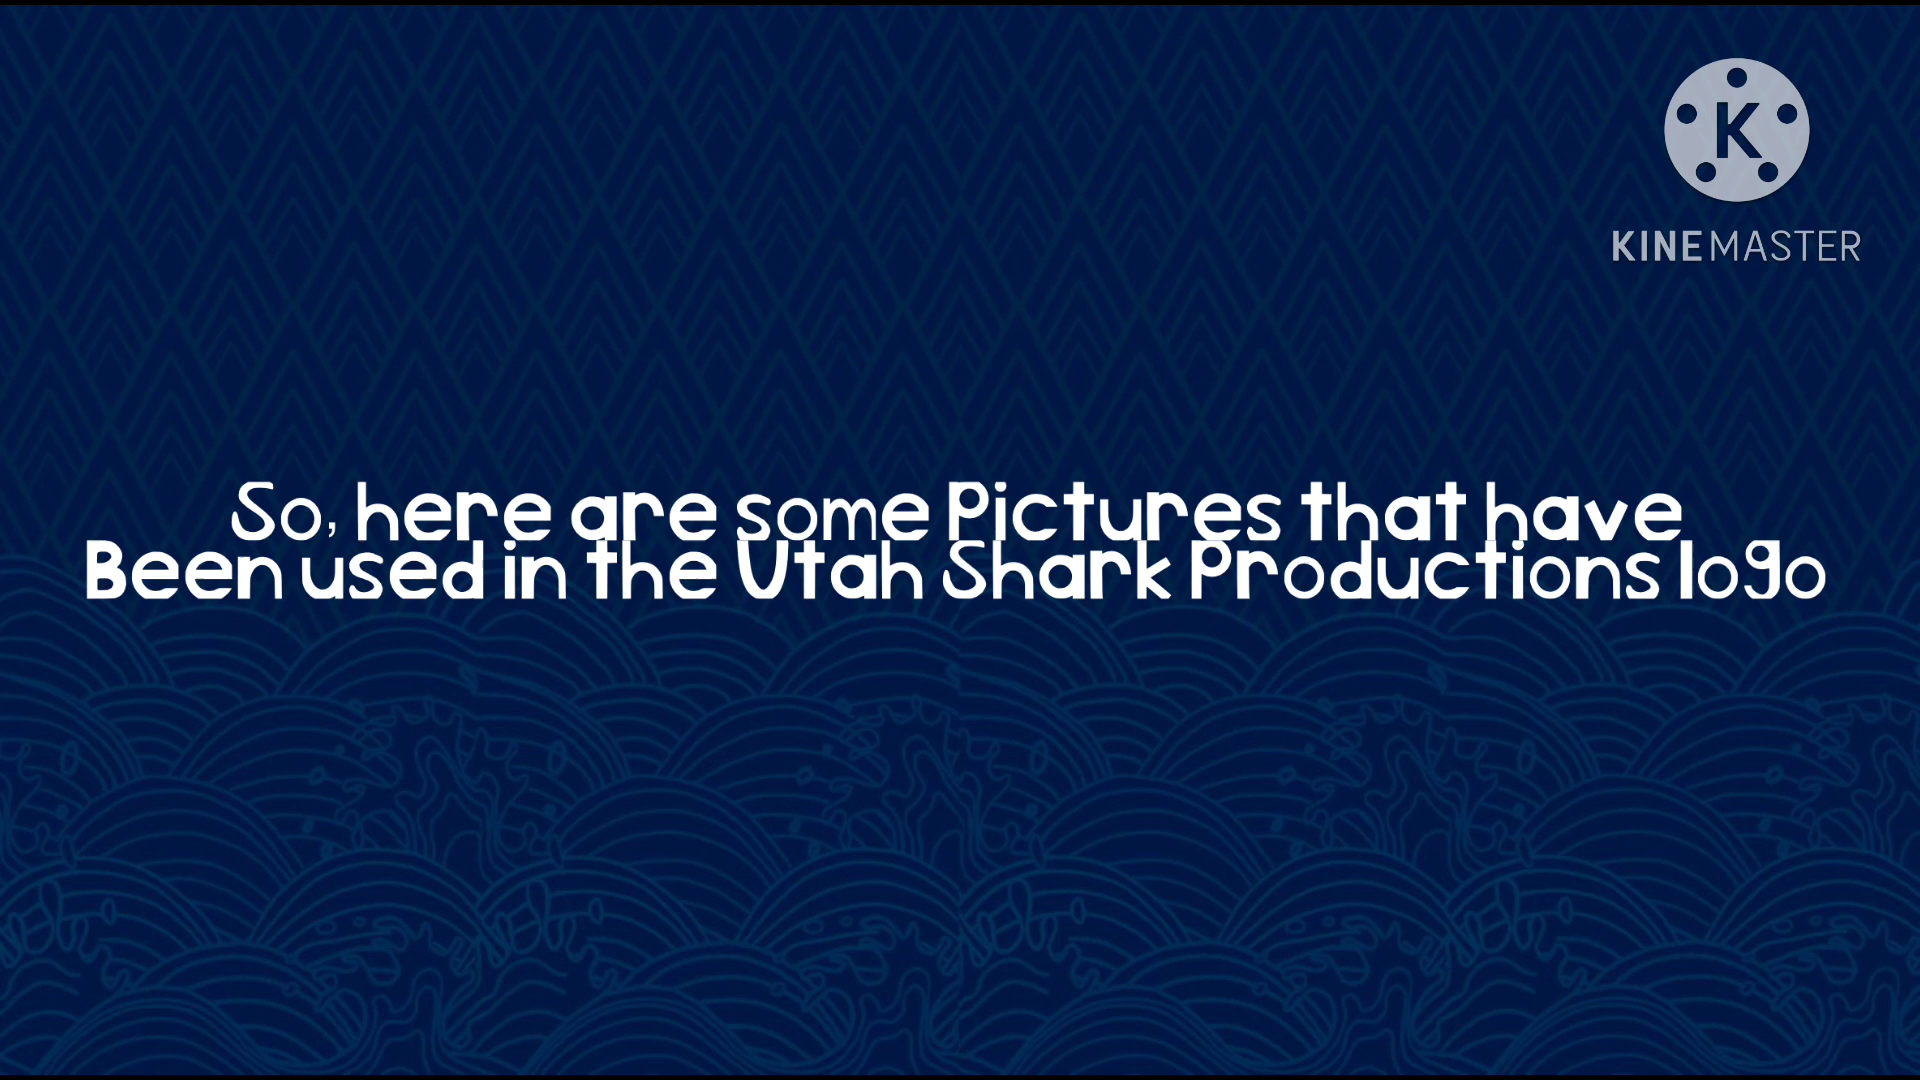 K
KINEMASTER
So, here are some Pictures that have
Been used in the Utah Shark Productions logo